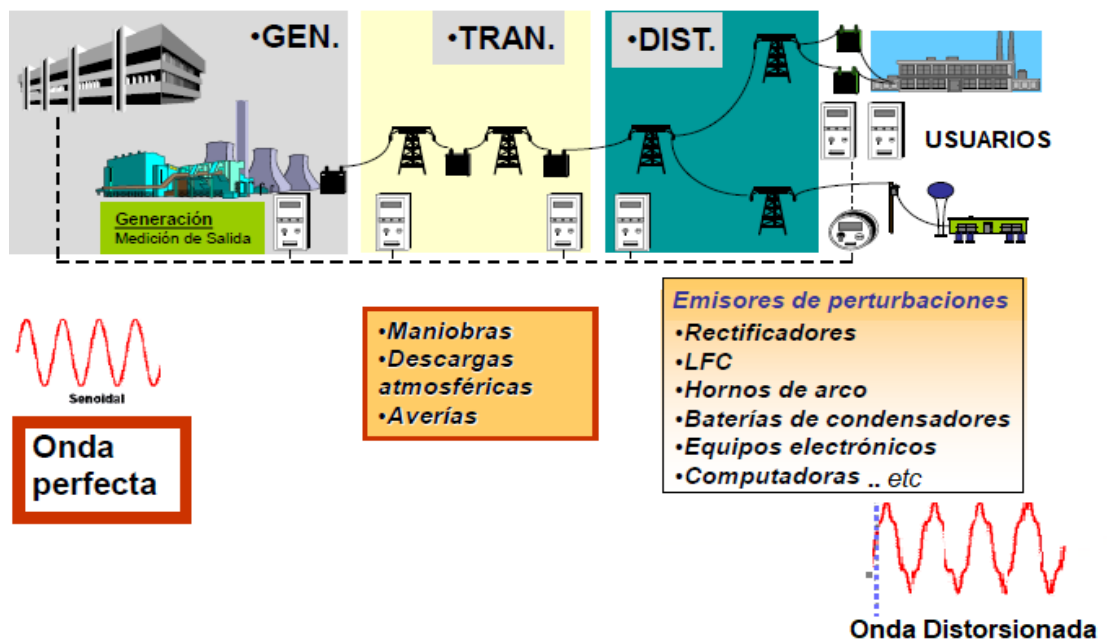 •GEN.
•TRAN.
•DIST.
USUARIOS
Generación
Medición de Salida
Senoidal
Onda
perfecta
•Maniobras
•Descargas
atmosféricas
•Averías
Emisores de perturbaciones
•Rectificadores
•LFC
•Hornos de arco
•Baterías de condensadores
•Equipos electrónicos
•Computadoras .. etc
Onda Distorsionada